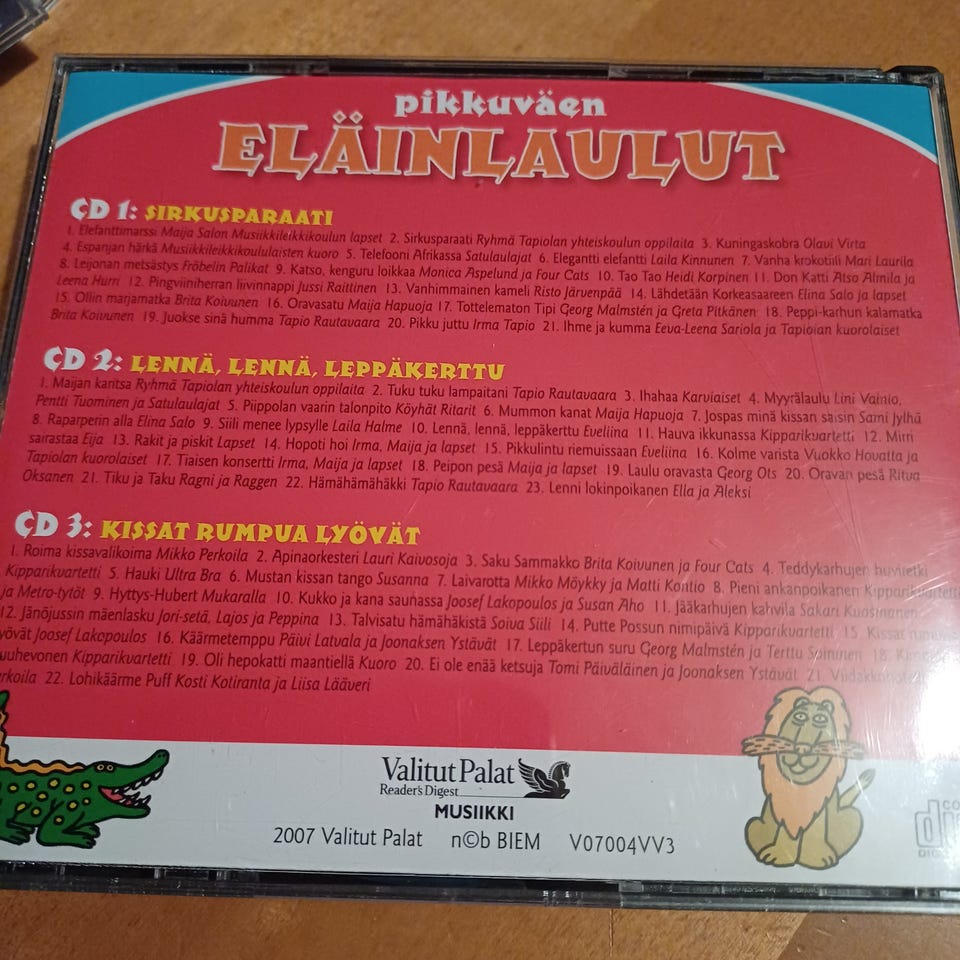 pikkuväen
ELÄINLAULUT
CD 1: SIRKUSPARAATI
1. Elefanttimarssi Maija Salon Musiikkileikkikoulun lapset 2. Sirkusparaati Ryhmä Tapiolan yhteiskoulun oppilaita 3. Kuningaskobra Olavi Virta
4. Espanjan härkä Musiikkileikkikoululaisten kuoro 5. Telefooni Afrikassa Satulaulajat 6. Elegantti elefantti Laila Kinnunen 7. Vanha krokotiili Mari Laurila
8. Leijonan metsästys Fröbelin Palikat 9. Katso, kenguru loikkaa Monica Aspelund ja Four Cats 10. Tao Tao Heidi Korpinen 11. Don Katti Atso Almila ja
Leena Hurri 12. Pingviiniherran liivinnappi Jussi Raittinen 13. Vanhimmainen kameli Risto Järvenpää 14. Lähdetään Korkeasaareen Elina Salo ja lapset
15. Ollin marjamatka Brita Koivunen 16. Oravasatu Maija Hapuoja 17. Tottelematon Tipi Georg Malmstén ja Greta Pitkänen 18. Peppi-karhun kalamatka
Brita Koivunen 19. Juokse sinä humma Tapio Rautavaara 20. Pikku juttu Irma Tapio 21. Ihme ja kumma Eeva-Leena Sariola ja Tapiolan kuorolaiset
CD 2: LENNÄ, LENNÄ, LEPPÄKERTTU
1. Maijan karitsa Ryhmä Tapiolan yhteiskoulun oppilaita 2. Tuku tuku lampaitani Tapio Rautavaara 3. Ihahaa Karviaiset 4. Myyrälaulu Lini Vainio,
Pentti Tuominen ja Satulaulajat 5. Piippolan vaarin talonpito Köyhät Ritarit 6. Mummon kanat Maija Hapuoja 7. Jospas minä kissan saisin Sami Jylhä
8. Raparperin alla Elina Salo 9. Siili menee lypsylle Laila Halme 10. Lennä, lennä, leppäkerttu Eveliina 11. Hauva ikkunassa Kipparikvartetti 12. Mirri
sairastaa Eija 13. Rakit ja piskit Lapset 14. Hopoti hoi Irma, Maija ja lapset 15. Pikkulintu riemuissaan Eveliina 16. Kolme varista Vuokko Hovatta ja
Tapiolan kuorolaiset 17. Tiaisen konsertti Irma, Maija ja lapset 18. Peipon pesä Maija ja lapset 19. Laulu oravasta Georg Ots 20. Oravan pesä Ritva
Oksanen 21. Tiku ja Taku Ragni ja Raggen 22. Hämähämähäkki Tapio Rautavaara 23. Lenni lokinpoikanen Ella ja Aleksi
CD 3: KISSAT RUMPUA LYÖVÄT
1. Roima kissavalikoima Mikko Perkoila 2. Apinaorkesteri Lauri Kaivosoja 3. Saku Sammakko Brita Koivunen ja Four Cats 4. Teddykarhujen huviretki
Kipparikvartetti 5. Hauki Ultra Bra 6. Mustan kissan tango Susanna 7. Laivarotta Mikko Möykky ja Matti Kontio 8. Pieni ankanpoikanen Kipparikvartetti
ja Metro-tytöt 9. Hyttys-Hubert Mukaralla 10. Kukko ja kana saunassa Joosef Lakopoulos ja Susan Aho 11. Jääkarhujen kahvila Sakari Kuosmanen
12. Jänöjussin mäenlasku Jori-setä, Lajos ja Peppina 13. Talvisatu hämähäkistä Soiva Siili 14. Putte Possun nimipäivä Kipparikvartetti 15. Kissat
yövät Joosef Lakopoulos 16. Käärmetemppu Päivi Latvala ja Joonaksen Ystävät 17. Leppäkertun suru Georg Malmstén ja Terttu Soininen 18.
uuhevonen Kipparikvartetti 19. Oli hepokatti maantiellä Kuoro 20. Ei ole enää ketsuja Tomi Päiväläinen ja Joonaksen Ystävät 21.
rkoila 22. Lohikäärme Puff Kosti Kotiranta ja Liisa Lääveri
Valitut Palat
Reader's Digest
MUSIIKKI
2007 Valitut Palat n©b BIEM V07004VV3